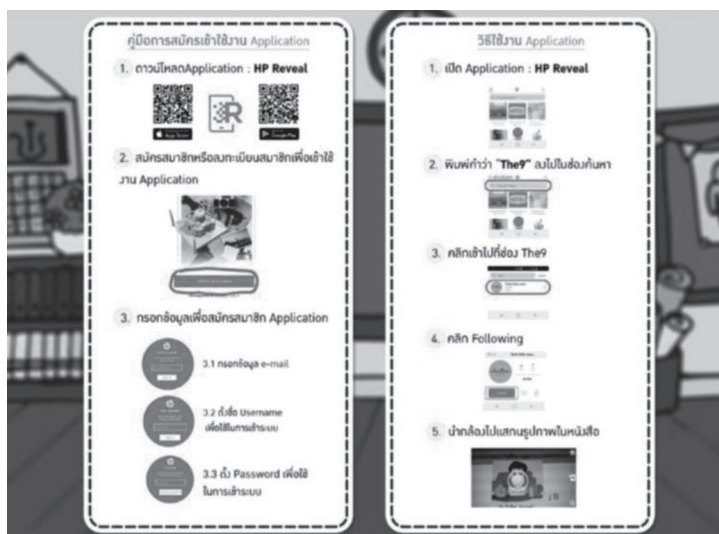 คู่มือการสมัครเข้าใช้งาน Application
1. ดาวน์โหลดApplication : HP Reveal
App Store
Google Play
2. สมัครสมาชิกหรือลงทะเบียนสมาชิกเพื่อเข้าใช้
งาน Application
3. กรอกข้อมูลเพื่อสมัครสมาชิก Application
3.1 กรอกข้อมูล e-mail
3.2 ตั้งชื่อ Username
เพื่อใช้ในการเข้าระบบ
3.3 ตั้ง Password เพื่อใช้
ในการเข้าระบบ
วิธีใช้งาน Application
1. เปิด Application : HP Reveal
2. พิมพ์คำว่า "The9" ลงไปในช่องค้นหา
3. คลิกเข้าไปที่ช่อง The9
4. คลิก Following
5. นำกล้องไปแสกนรูปภาพในหนังสือ